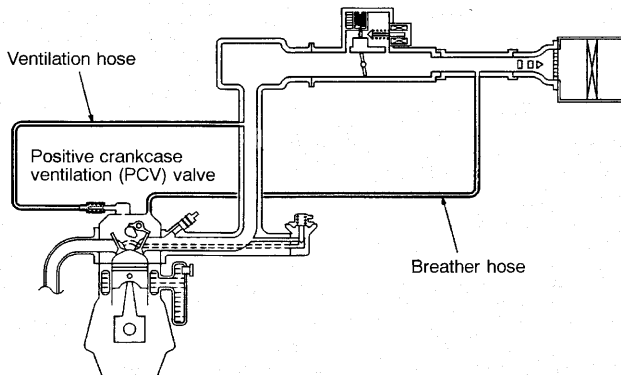 Ventilation hose
Positive crankcase
ventilation (PCV) valve
Breather hose